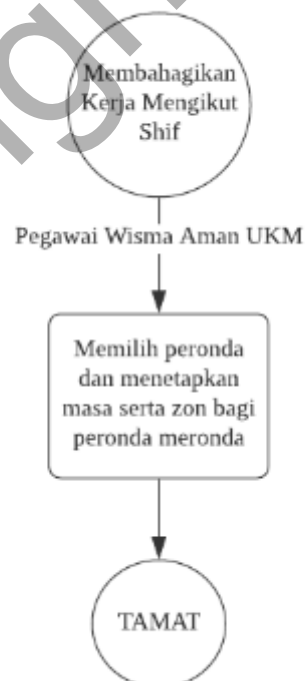 Membahagikan
Kerja Mengikut
Shif
Pegawai Wisma Aman UKM
Memilih peronda
dan menetapkan
masa serta zon bagi
peronda meronda
TAMAT